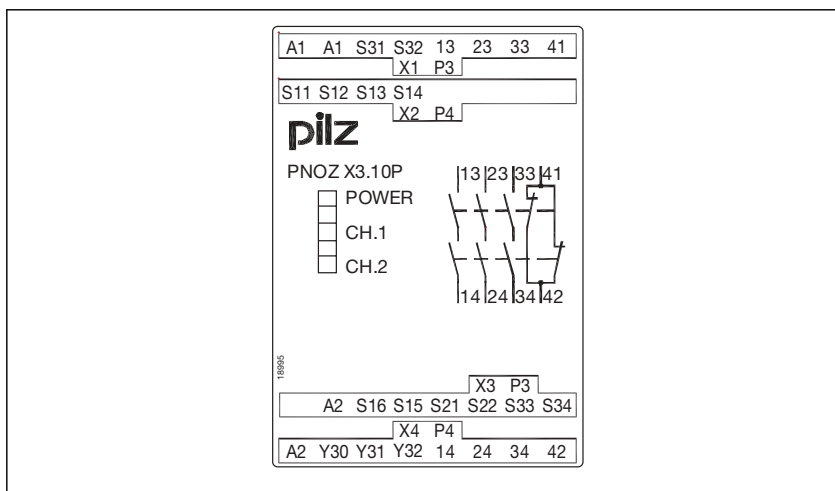 A1 A1 S31 S32 13 23 33 41
X1 P3
S11 S12 S13 S14
X2 P4
pilz
PNOZ X3.10P
POWER
CH.1
CH.2
13 23 33 41
14 24 34 42
18995
X3 P3
A2 S16 S15 S21 S22 S33 S34
X4 P4
A2 Y30 Y31 Y32 14 24 34 42